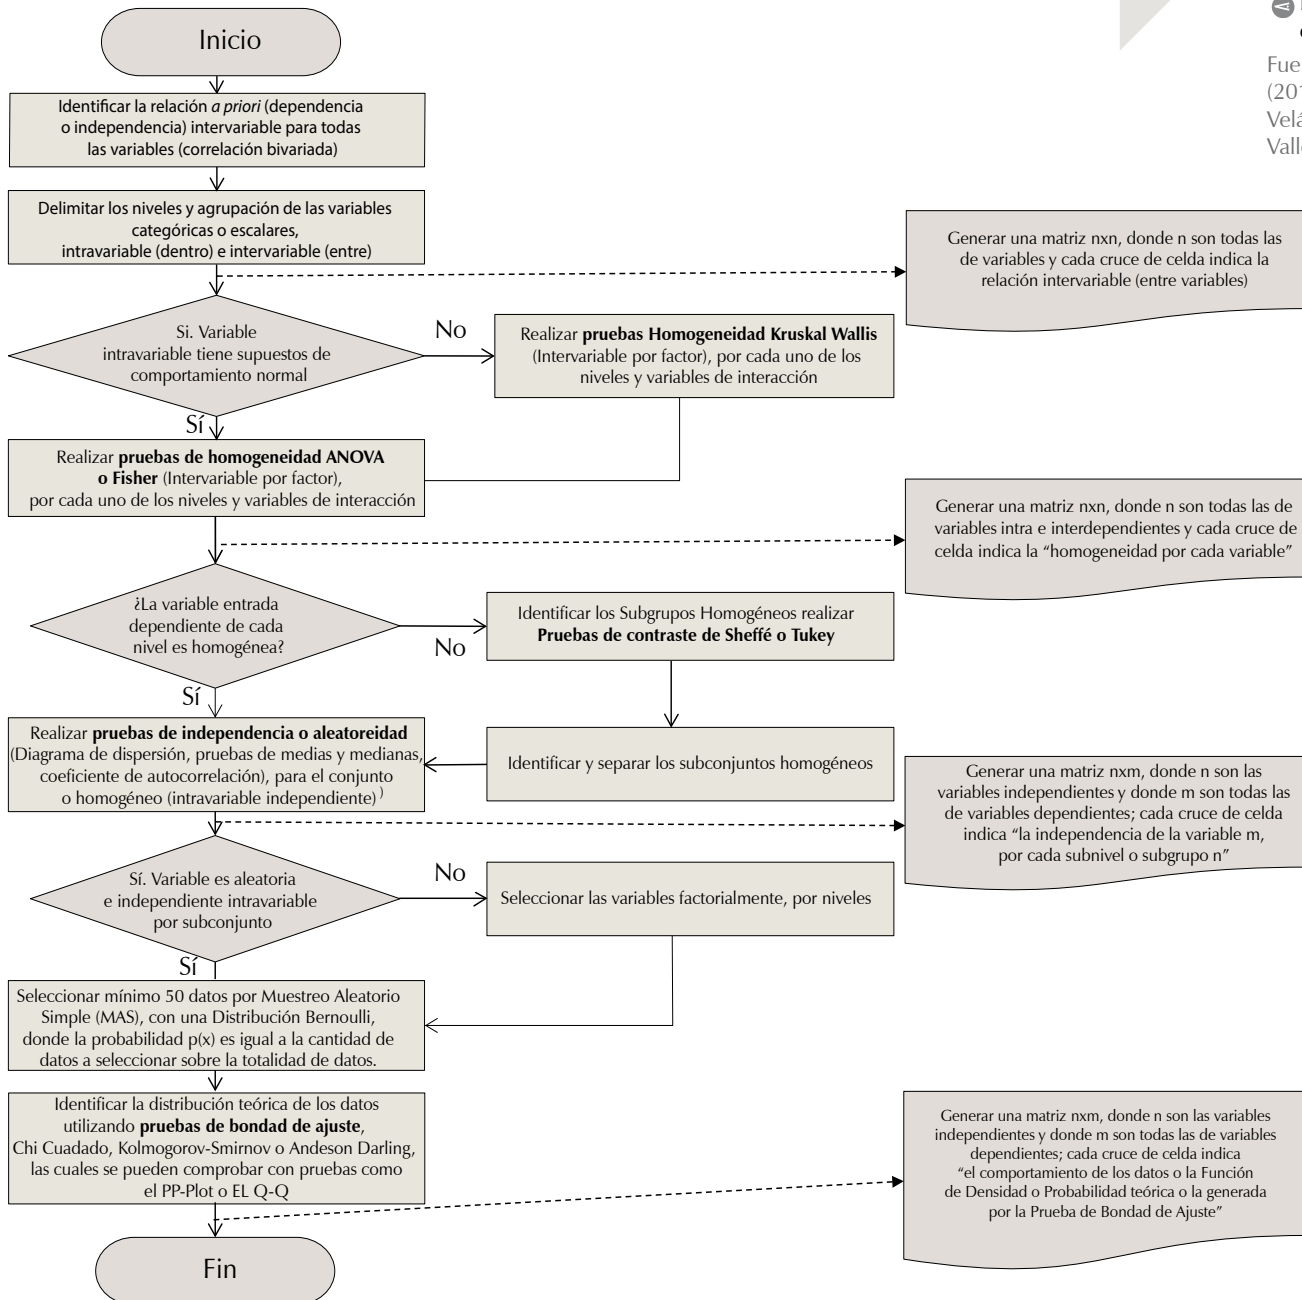 Inicio
Identificar la relación a priori (dependencia
o independencia) intervariable para todas
las variables (correlación bivariada)
Delimitar los niveles y agrupación de las variables
categóricas o escalares,
intravariable (dentro) e intervariable (entre)
Generar una matriz nxn, donde n son todas las
de variables y cada cruce de celda indica la
relación intervariable (entre variables)
Si. Variable
intravariable tiene supuestos de
comportamiento normal
No
Realizar pruebas Homogeneidad Kruskal Wallis
(Intervariable por factor), por cada uno de los
niveles y variables de interacción
Sí
Realizar pruebas de homogeneidad ANOVA
o Fisher (Intervariable por factor),
por cada uno de los niveles y variables de interacción
Generar una matriz nxn, donde n son todas las de
variables intra e interdependientes y cada cruce de
celda indica la “homogeneidad por cada variable”
¿La variable entrada
dependiente de cada
nivel es homogénea?
No
Identificar los Subgrupos Homogéneos realizar
Pruebas de contraste de Sheffé o Tukey
Sí
Realizar pruebas de independencia o aleatoreidad
(Diagrama de dispersión, pruebas de medias y medianas,
coeficiente de autocorrelación), para el conjunto
o homogéneo (intravariable independiente) )
Identificar y separar los subconjuntos homogéneos
Generar una matriz nxm, donde n son las
variables independientes y donde m son todas las
de variables dependientes; cada cruce de celda
indica “la independencia de la variable m,
por cada subnivel o subgrupo n”
Sí. Variable es aleatoria
e independiente intravariable
por subconjunto
No
Seleccionar las variables factorialmente, por niveles
Sí
Seleccionar mínimo 50 datos por Muestreo Aleatorio
Simple (MAS), con una Distribución Bernoulli,
donde la probabilidad p(x) es igual a la cantidad de
datos a seleccionar sobre la totalidad de datos.
Identificar la distribución teórica de los datos
utilizando pruebas de bondad de ajuste,
Chi Cuadado, Kolmogorov-Smirnov o Andeson Darling,
las cuales se pueden comprobar con pruebas como
el PP-Plot o EL Q-Q
Generar una matriz nxm, donde n son las variables
independientes y donde m son todas las de variables
dependientes; cada cruce de celda indica
“el comportamiento de los datos o la Función
de Densidad o Probabilidad teórica o la generada
por la Prueba de Bondad de Ajuste”
Fin
Fue
(201
Velá
Vall